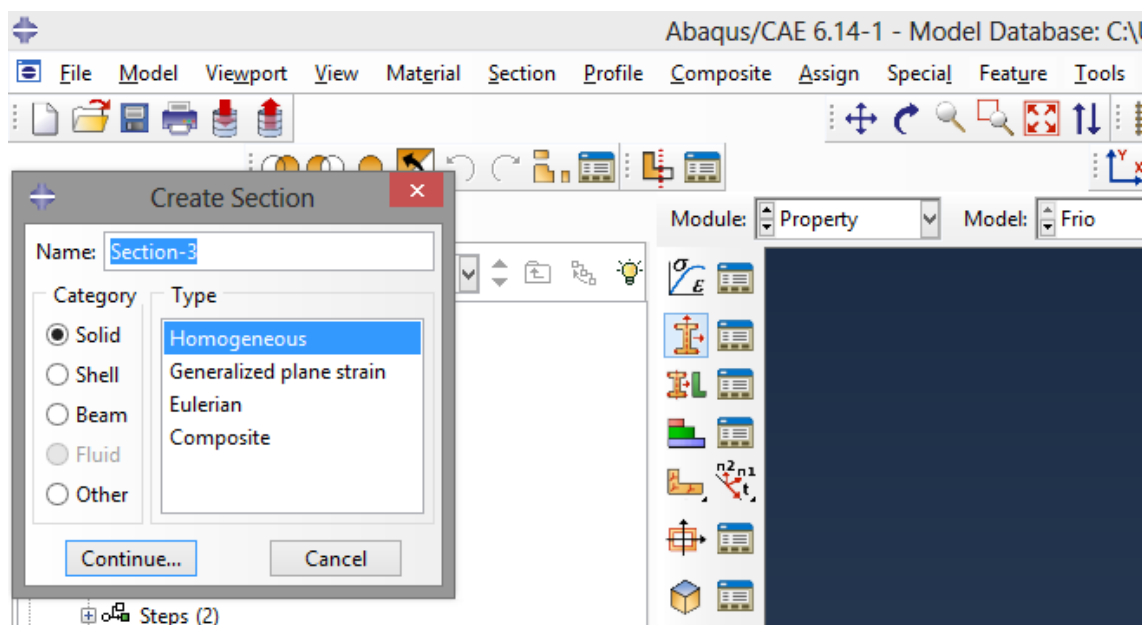 Abaqus/CAE 6.14-1 - Model Database: C:\U
File Model Viewport View Material Section Profile Composite Assign Special Feature Tools
Y
X
Create Section
Module: Property Model: Frio
Name: Section-3
σ ε
Category Type
Solid Homogeneous
Shell Generalized plane strain
Beam Eulerian
Fluid Composite
Other
n2 n1
t
Continue... Cancel
Steps (2)